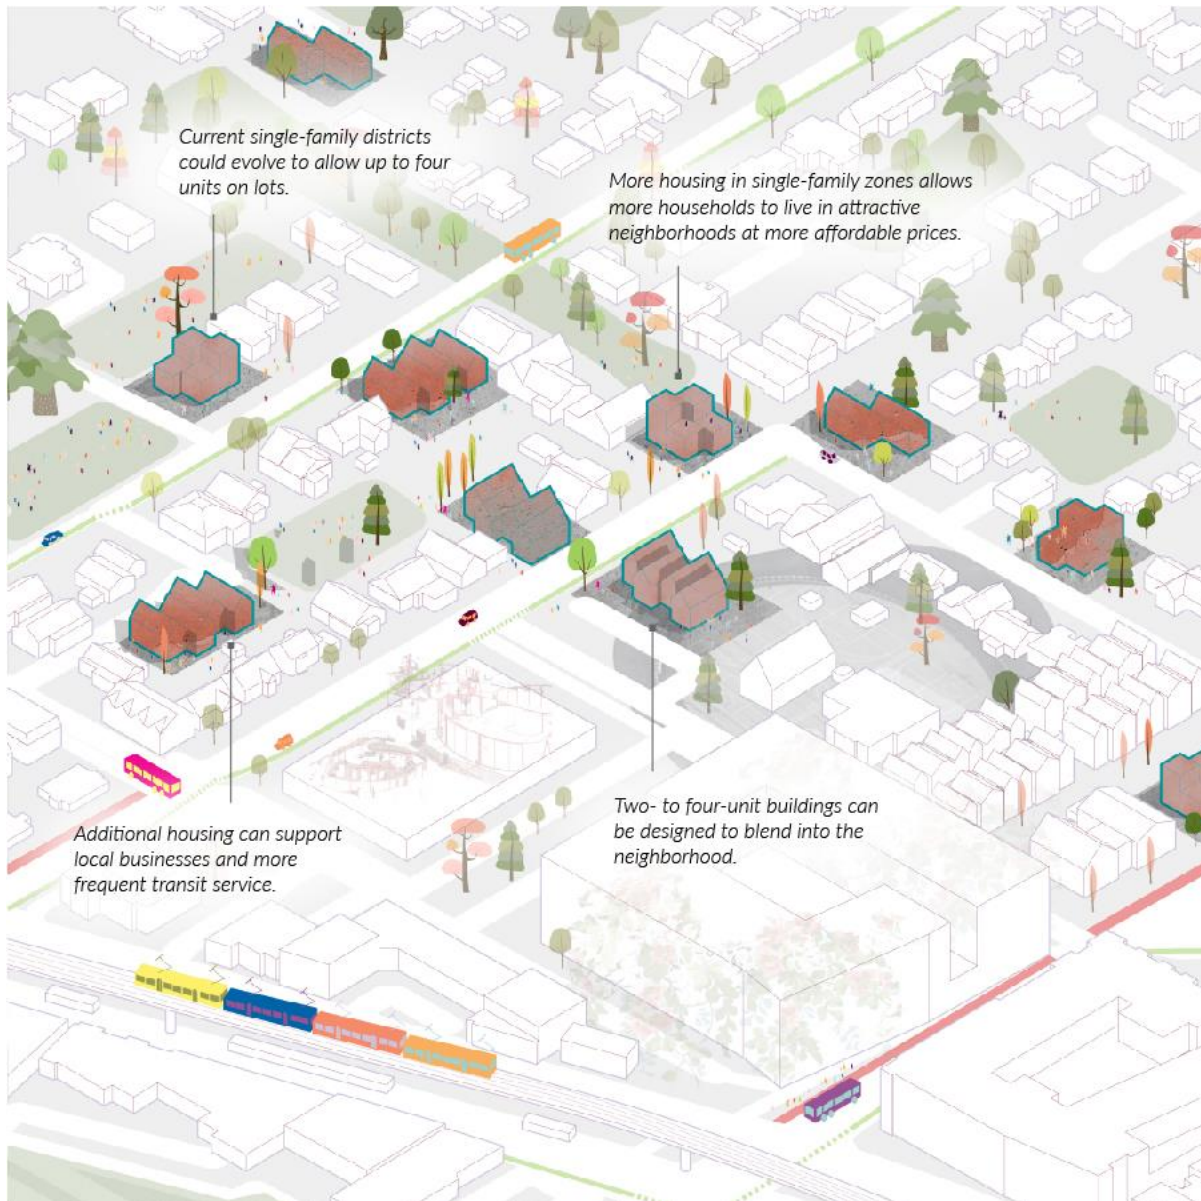 Current single-family districts
could evolve to allow up to four
units on lots.
More housing in single-family zones allows
more households to live in attractive
neighborhoods at more affordable prices.
Additional housing can support
local businesses and more
frequent transit service.
Two- to four-unit buildings can
be designed to blend into the
neighborhood.